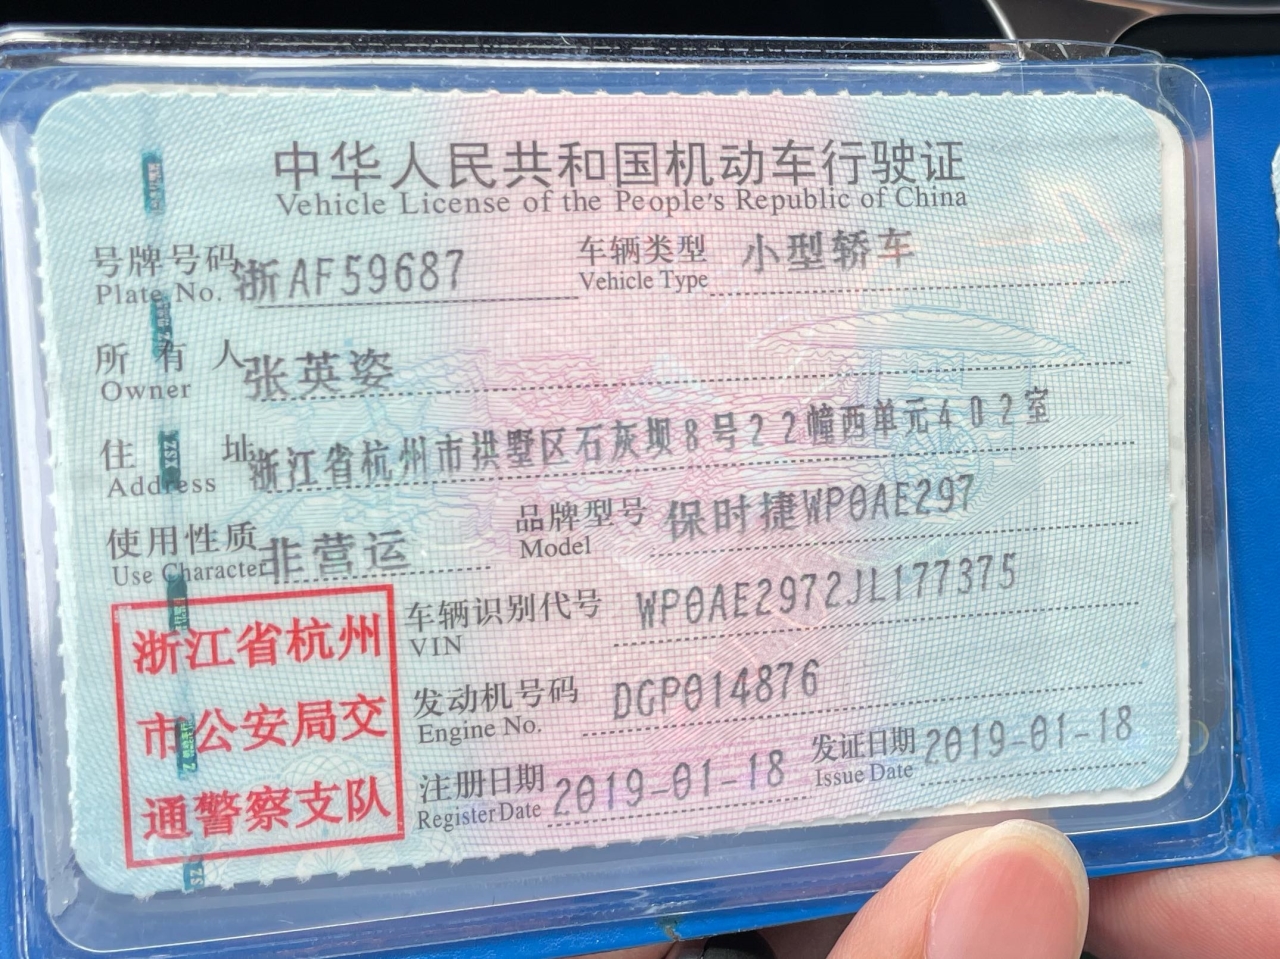 中华人民共和国机动车行驶证
Vehicle License of the People's Republic of China
号牌号码 浙AF59687 车辆类型 小型轿车
Plate No. Vehicle Type
所有人 张英姿
Owner
住址 浙江省杭州市拱墅区石灰坝8号22幢西单元402室
Address
使用性质 非营运 品牌型号 保时捷WP0AE297
Use Character Model
浙江省杭州
市公安局交
通警察支队
车辆识别代号 WP0AE2972JL177375
VIN
发动机号码 DGP014876
Engine No.
注册日期 2019-01-18 发证日期 2019-01-18
Register Date Issue Date